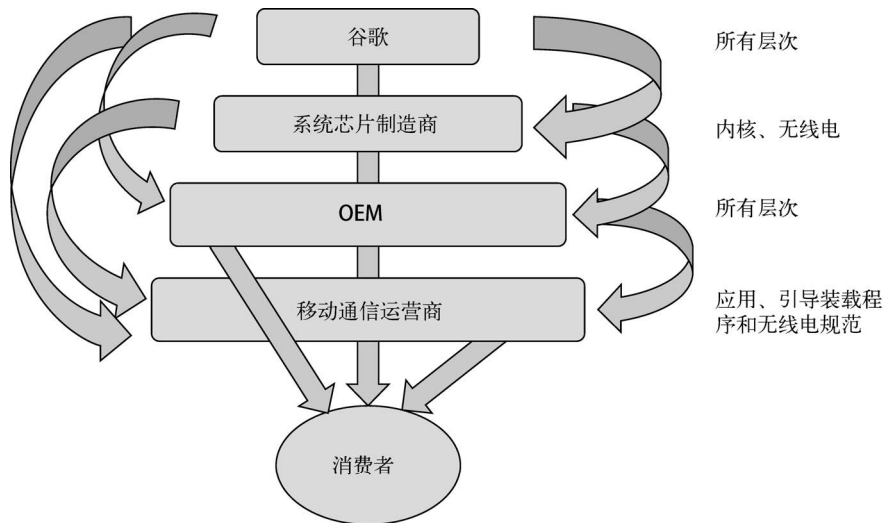 谷歌
所有层次
系统芯片制造商
内核、无线电
OEM
所有层次
移动通信运营商
应用、引导装载程
序和无线电规范
消费者